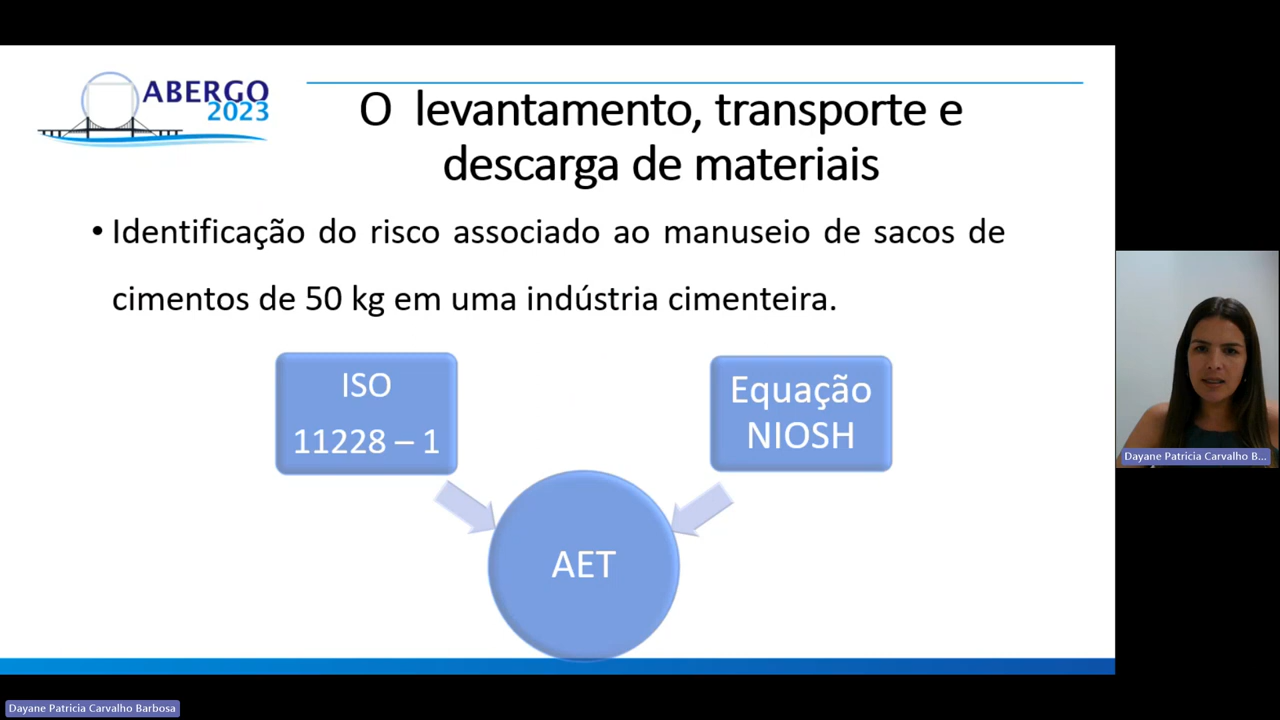 ABERGO
2023
O levantamento, transporte e
descarga de materiais
• Identificação do risco associado ao manuseio de sacos de
cimentos de 50 kg em uma indústria cimenteira.
ISO
11228 – 1
Equação
NIOSH
AET
Dayane Patricia Carvalho B...
Dayane Patricia Carvalho Barbosa